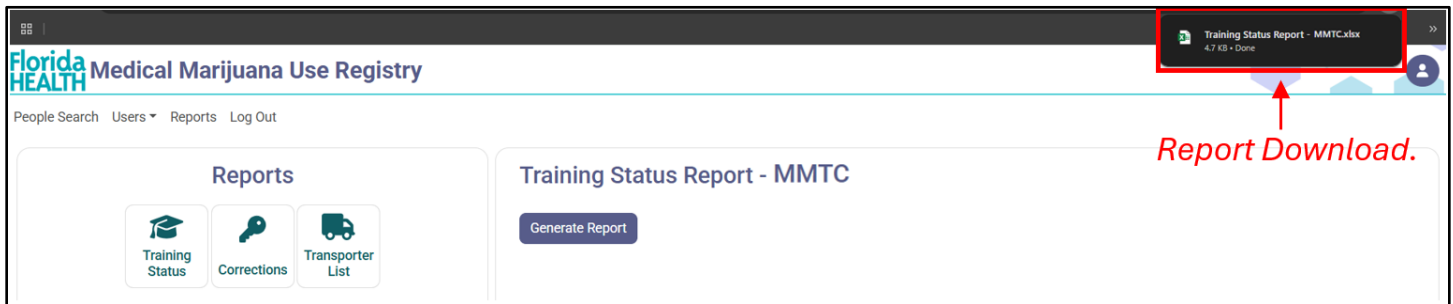 Training Status Report - MMTC.xlsx
4.7 KB • Done
»
Florida
HEALTH
Medical Marijuana Use Registry
People Search Users Reports Log Out
Report Download.
Reports
Training
Status
Corrections
Transporter
List
Training Status Report - MMTC
Generate Report